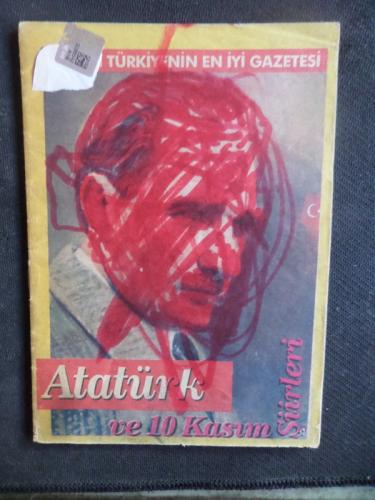 TÜRKİYE'NİN EN İYİ GAZETESİ
Atatürk
ve 10 Kasım
Şiirleri